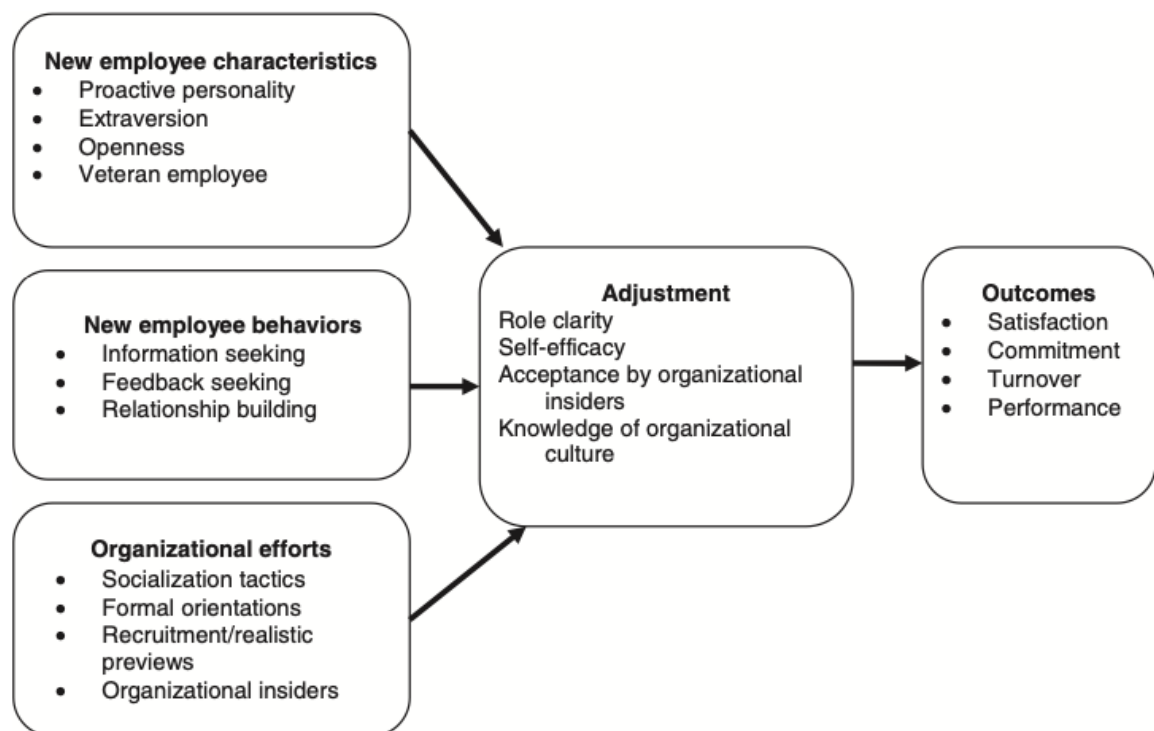 New employee characteristics
• Proactive personality
• Extraversion
• Openness
• Veteran employee
New employee behaviors
• Information seeking
• Feedback seeking
• Relationship building
Organizational efforts
• Socialization tactics
• Formal orientations
• Recruitment/realistic
previews
• Organizational insiders
Adjustment
Role clarity
Self-efficacy
Acceptance by organizational
insiders
Knowledge of organizational
culture
Outcomes
• Satisfaction
• Commitment
• Turnover
• Performance